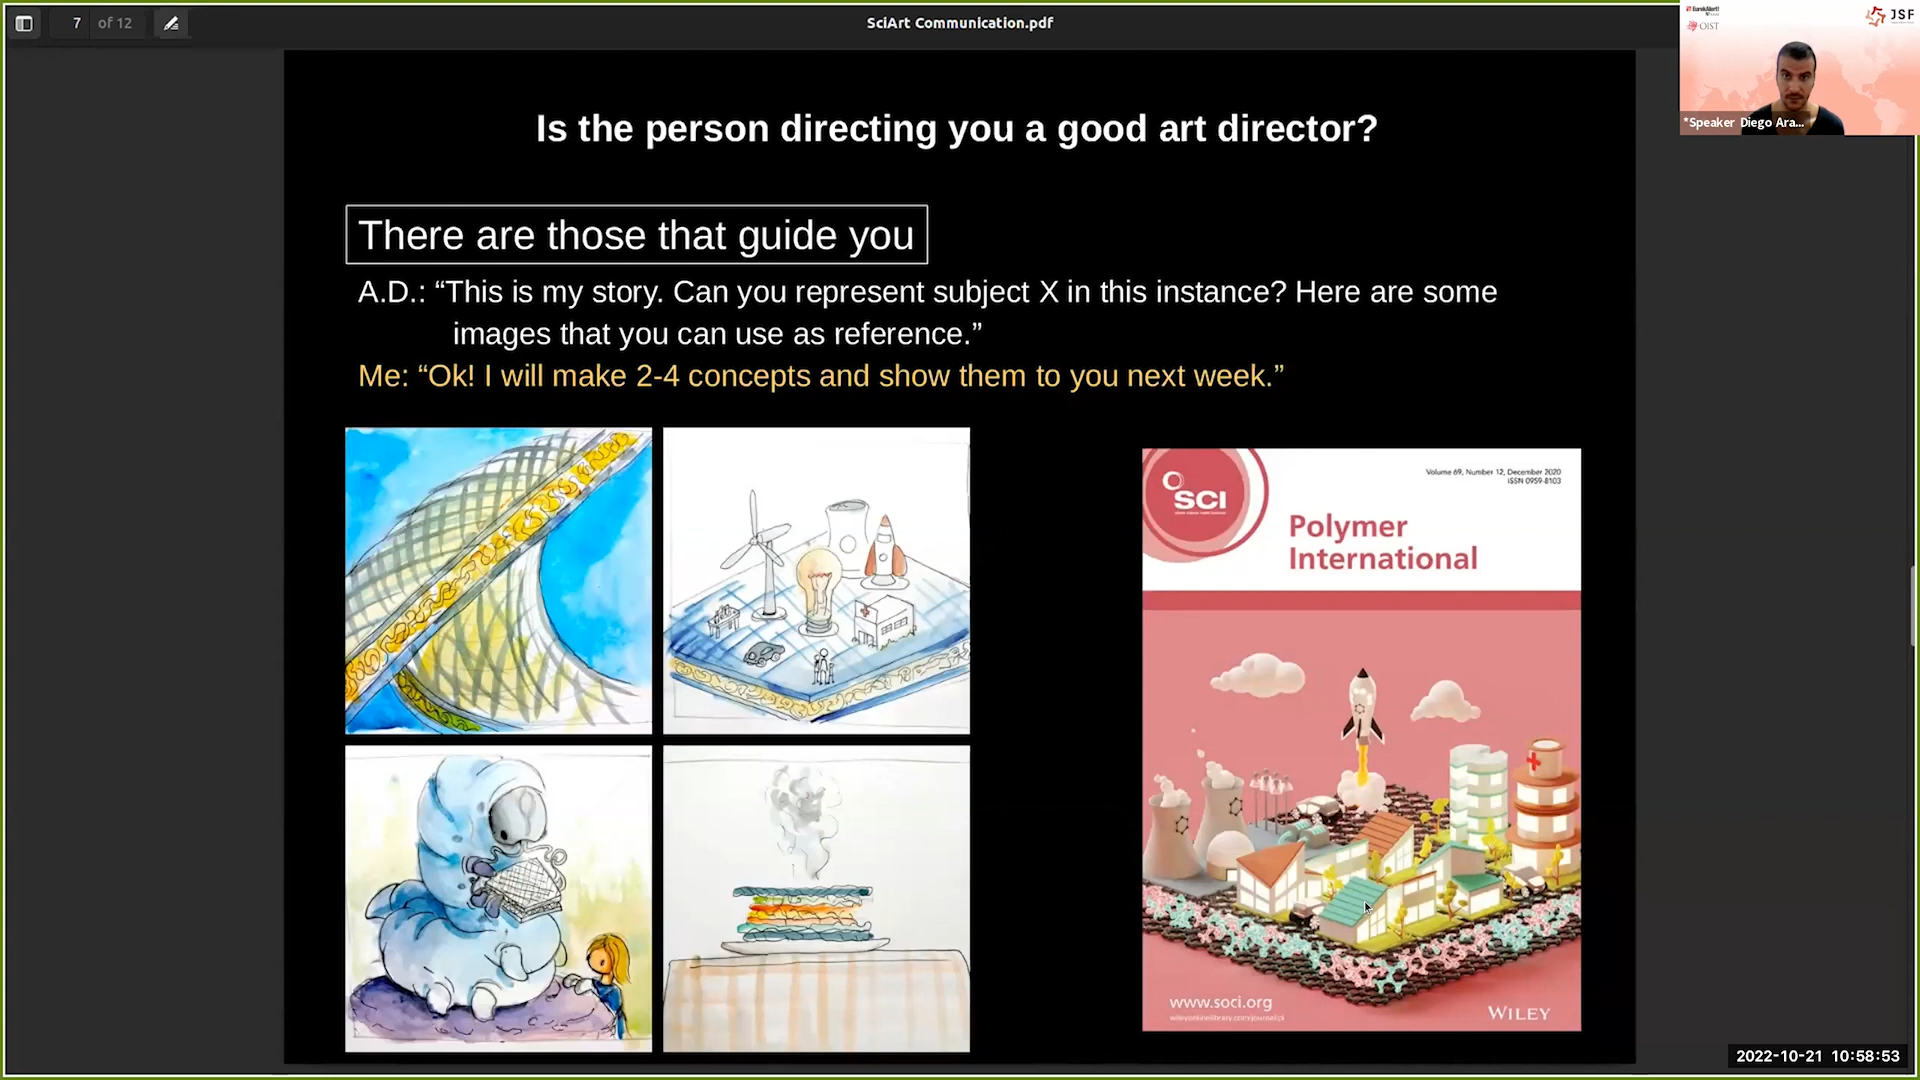 7 of 12
SciArt Communication.pdf
EurekAlert!
OIST
JSF
*Speaker Diego Ara...
Is the person directing you a good art director?
There are those that guide you
A.D.: “This is my story. Can you represent subject X in this instance? Here are some
images that you can use as reference.”
Me: “Ok! I will make 2-4 concepts and show them to you next week.”
SCI
Volume 69, Number 12, December 2020
ISSN 0959-8103
Polymer
International
www.soci.org
WILEY
2022-10-21 10:58:53